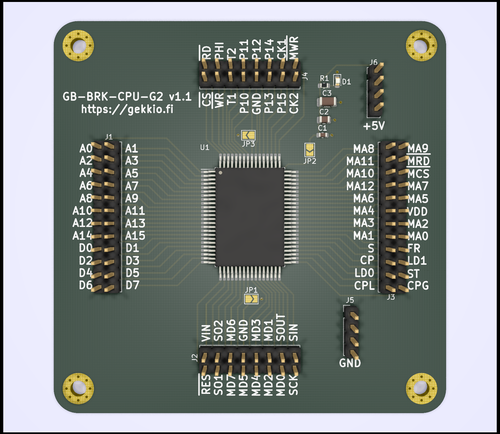 RD PHI T2 P11 P12 P14 CK1 MWR
J4
CS WR T1 P10 GND P13 P15 CK2
GB-BRK-CPU-G2 v1.1
https://gekkio.fi
R1 D1
C3
C2
C1
J6
+5V
JP3
JP2
U1
J1
A0 A1
A2 A3
A4 A5
A6 A7
A8 A9
A10 A11
A12 A13
A14 A15
D0 D1
D2 D3
D4 D5
D6 D7
MA8 MA9
MA11 MRD
MA10 MCS
MA12 MA7
MA6 MA5
MA4 VDD
MA3 MA2
MA1 MA0
S FR
CP LD1
LD0 ST
CPL CPG
J3
JP1
J5
GND
VIN SO2 MD6 GND MD3 MD1 SOUT SIN
J2
RES SO1 MD7 MD5 MD4 MD2 MD0 SCK